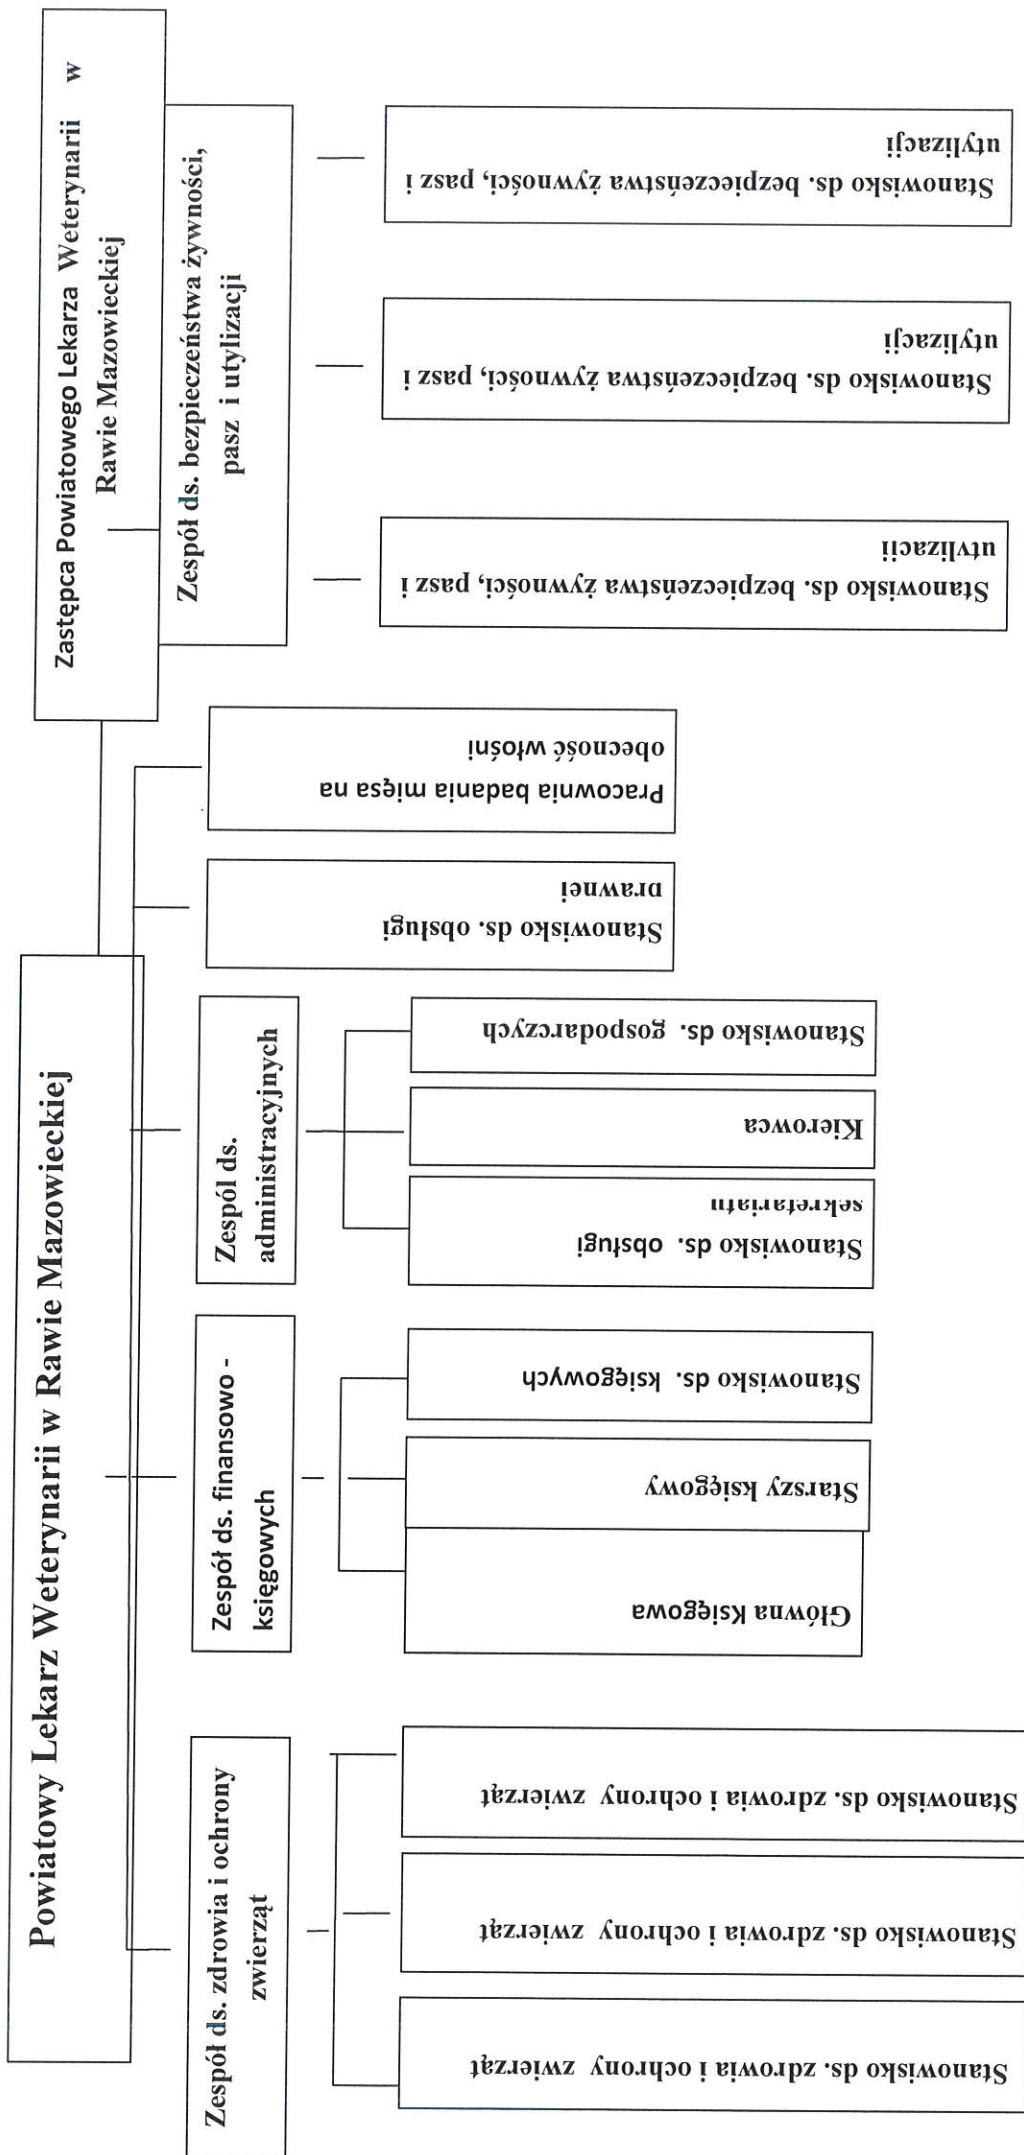 Powiatowy Lekarz Weterynarii w Rawie Mazowieckiej
Zastępca Powiatowego Lekarza Weterynarii w
Rawie Mazowieckiej
Zespół ds. zdrowia i ochrony
zwierząt
Zespół ds. finansowo -
księgowych
Zespól ds.
administracyjnych
Stanowisko ds. obsługi
prawnej
Pracownia badania mięsa na
obecność włośni
Zespół ds. bezpieczeństwa żywności,
pasz i utylizacji
Stanowisko ds. zdrowia i ochrony zwierząt
Stanowisko ds. zdrowia i ochrony zwierząt
Stanowisko ds. zdrowia i ochrony zwierząt
Główna Księgowa
Starszy księgowy
Stanowisko ds. księgowych
Stanowisko ds. obsługi
sekretariatu
Kierowca
Stanowisko ds. gospodarczych
Stanowisko ds. bezpieczeństwa żywności, pasz i
utylizacji
Stanowisko ds. bezpieczeństwa żywności, pasz i
utylizacji
Stanowisko ds. bezpieczeństwa żywności, pasz i
utylizacji